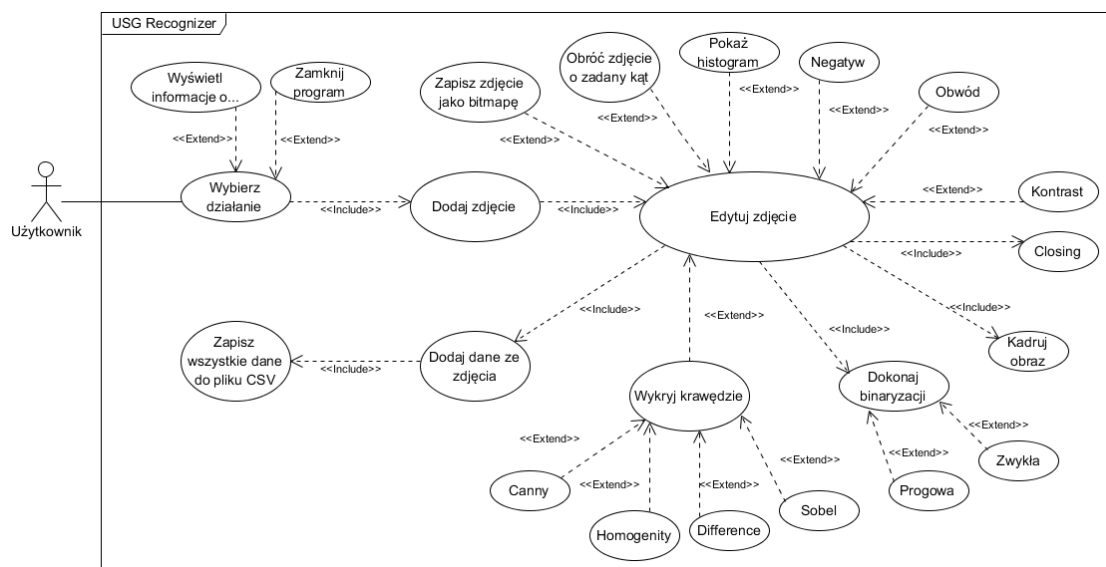 USG Recognizer
Wyświetl
informacje o...
Zamknij
program
Zapisz zdjęcie
jako bitmapę
Obróć zdjęcie
o zadany kąt
Pokaż
histogram
Negatyw
Obwód
<<Extend>>
<<Extend>>
<<Extend>>
<<Extend>>
<<Extend>>
<<Extend>>
<<Extend>>
Użytkownik
Wybierz
działanie
<<Include>>
Dodaj zdjęcie
<<Include>>
Edytuj zdjęcie
<<Extend>>
Kontrast
<<Include>>
Closing
<<Include>>
Kadruj
obraz
<<Include>>
<<Extend>>
<<Include>>
Zapisz
wszystkie dane
do pliku CSV
<<Include>>
Dodaj dane ze
zdjęcia
Wykryj krawędzie
Dokonaj
binaryzacji
<<Extend>>
<<Extend>>
<<Extend>>
<<Extend>>
<<Extend>>
<<Extend>>
Canny
Homogenity
Difference
Sobel
Progowa
Zwykła